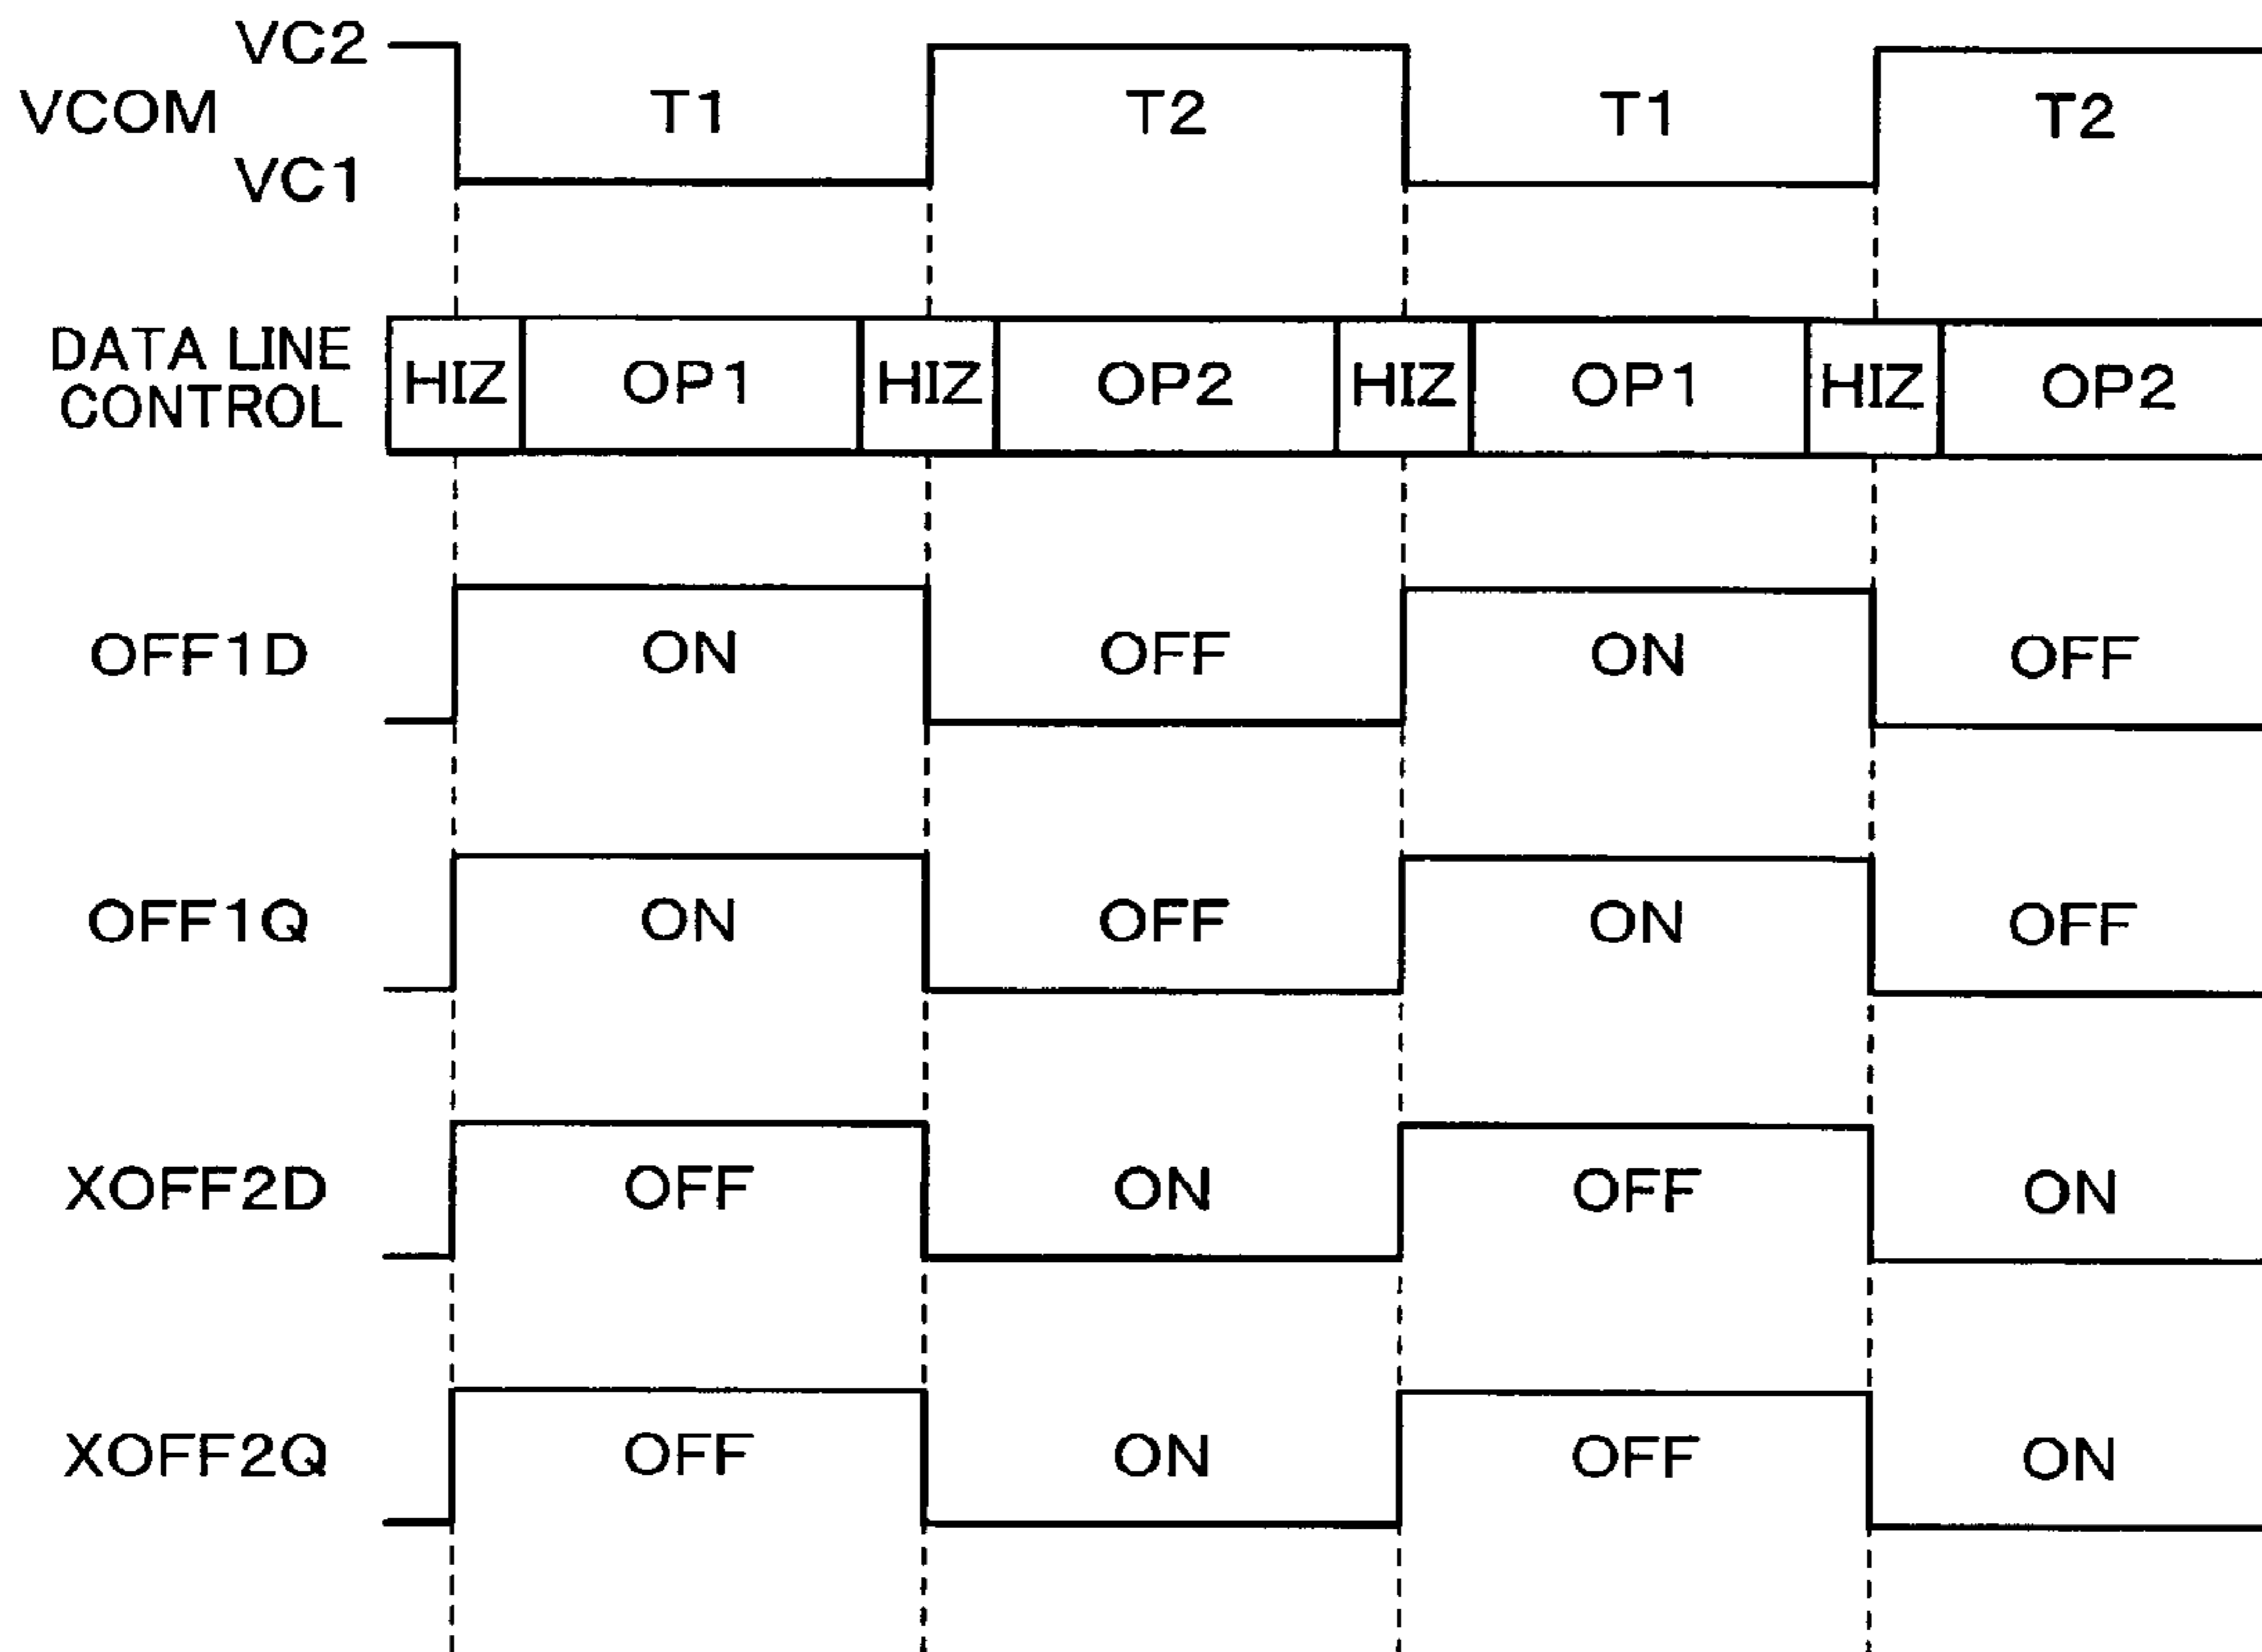 VC2
VCOM T1 T2 T1 T2
VC1
DATA LINE
CONTROL
HIZ OP1 HIZ OP2 HIZ OP1 HIZ OP2
OFF1D ON OFF ON OFF
OFF1Q ON OFF ON OFF
XOFF2D OFF ON OFF ON
XOFF2Q OFF ON OFF ON